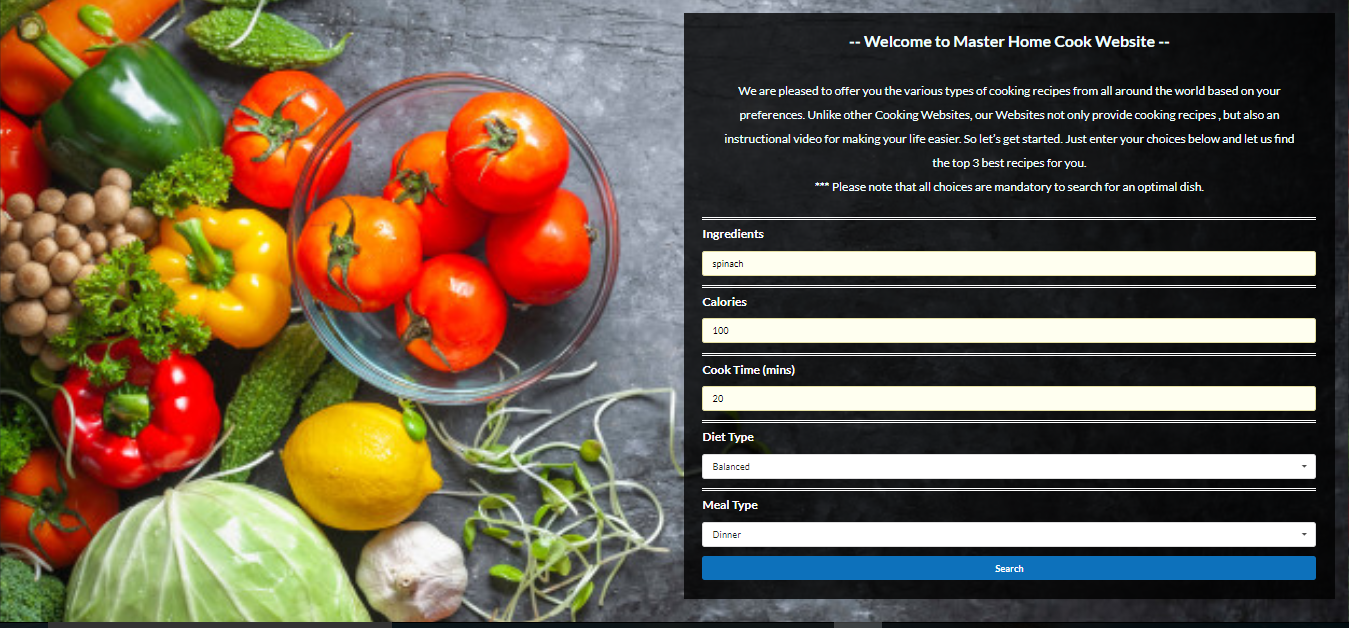 -- Welcome to Master Home Cook Website --
We are pleased to offer you the various types of cooking recipes from all around the world based on your
preferences. Unlike other Cooking Websites, our Websites not only provide cooking recipes , but also an
instructional video for making your life easier. So let's get started. Just enter your choices below and let us find
the top 3 best recipes for you.
*** Please note that all choices are mandatory to search for an optimal dish.
Ingredients
spinach
Calories
100
Cook Time (mins)
20
Diet Type
Balanced
Meal Type
Dinner
Search